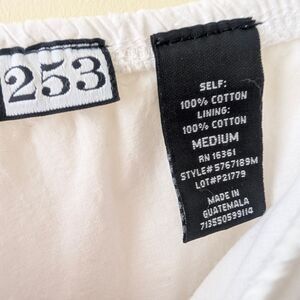 253
SELF:
100% COTTON
LINING:
100% COTTON
MEDIUM
RN 16361
STYLE# 5767189M
LOT# P21779
MADE IN
GUATEMALA
713550599114